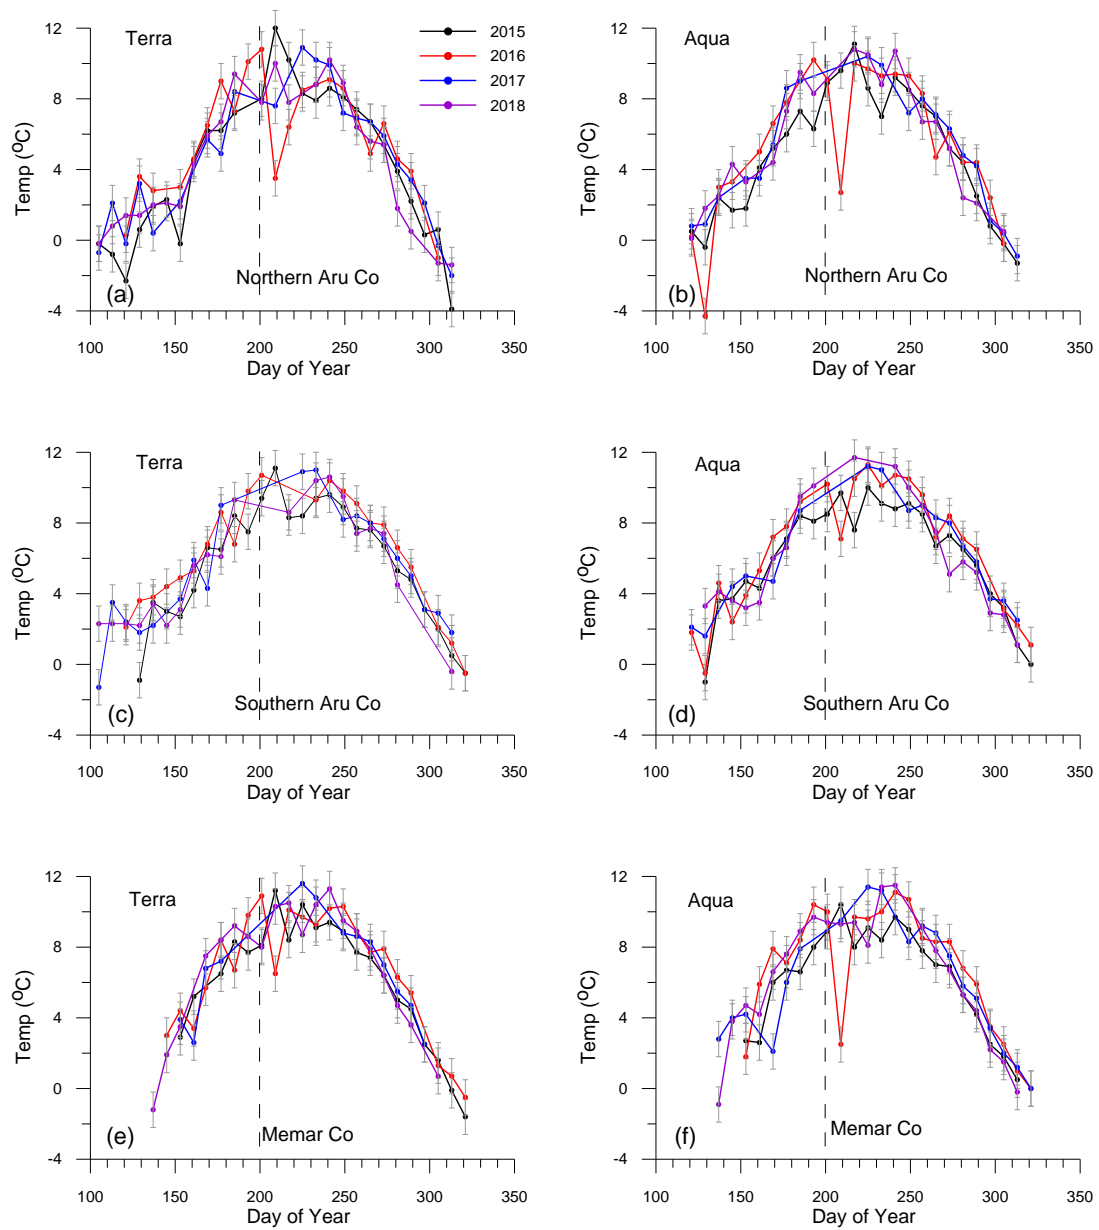 Terra
2015
2016
2017
2018
12
8
4
0
-4
Temp (⁰C)
Northern Aru Co
(a)
100 150 200 250 300 350
Day of Year
Aqua
12
8
4
0
-4
Temp (⁰C)
Northern Aru Co
(b)
100 150 200 250 300 350
Day of Year
Terra
12
8
4
0
-4
Temp (⁰C)
Southern Aru Co
(c)
100 150 200 250 300 350
Day of Year
Aqua
12
8
4
0
-4
Temp (⁰C)
Southern Aru Co
(d)
100 150 200 250 300 350
Day of Year
Terra
12
8
4
0
-4
Temp (⁰C)
Memar Co
(e)
100 150 200 250 300 350
Day of Year
Aqua
12
8
4
0
-4
Temp (⁰C)
Memar Co
(f)
100 150 200 250 300 350
Day of Year